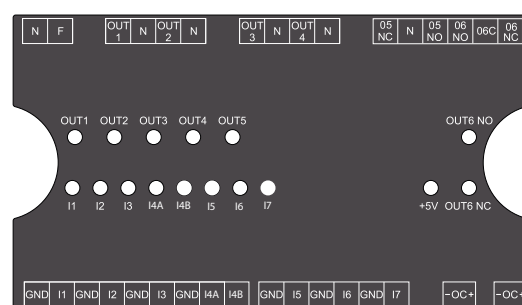 N F OUT 1 N OUT 2 N OUT 3 N OUT 4 N 05 NC N 05 NO 06 NO 06C 06 NC
OUT1 OUT2 OUT3 OUT4 OUT5 OUT6 NO
I1 I2 I3 I4A I4B I5 I6 I7 +5V OUT6 NC
GND I1 GND I2 GND I3 GND I4A I4B GND I5 GND I6 GND I7 -OC+ -OC+